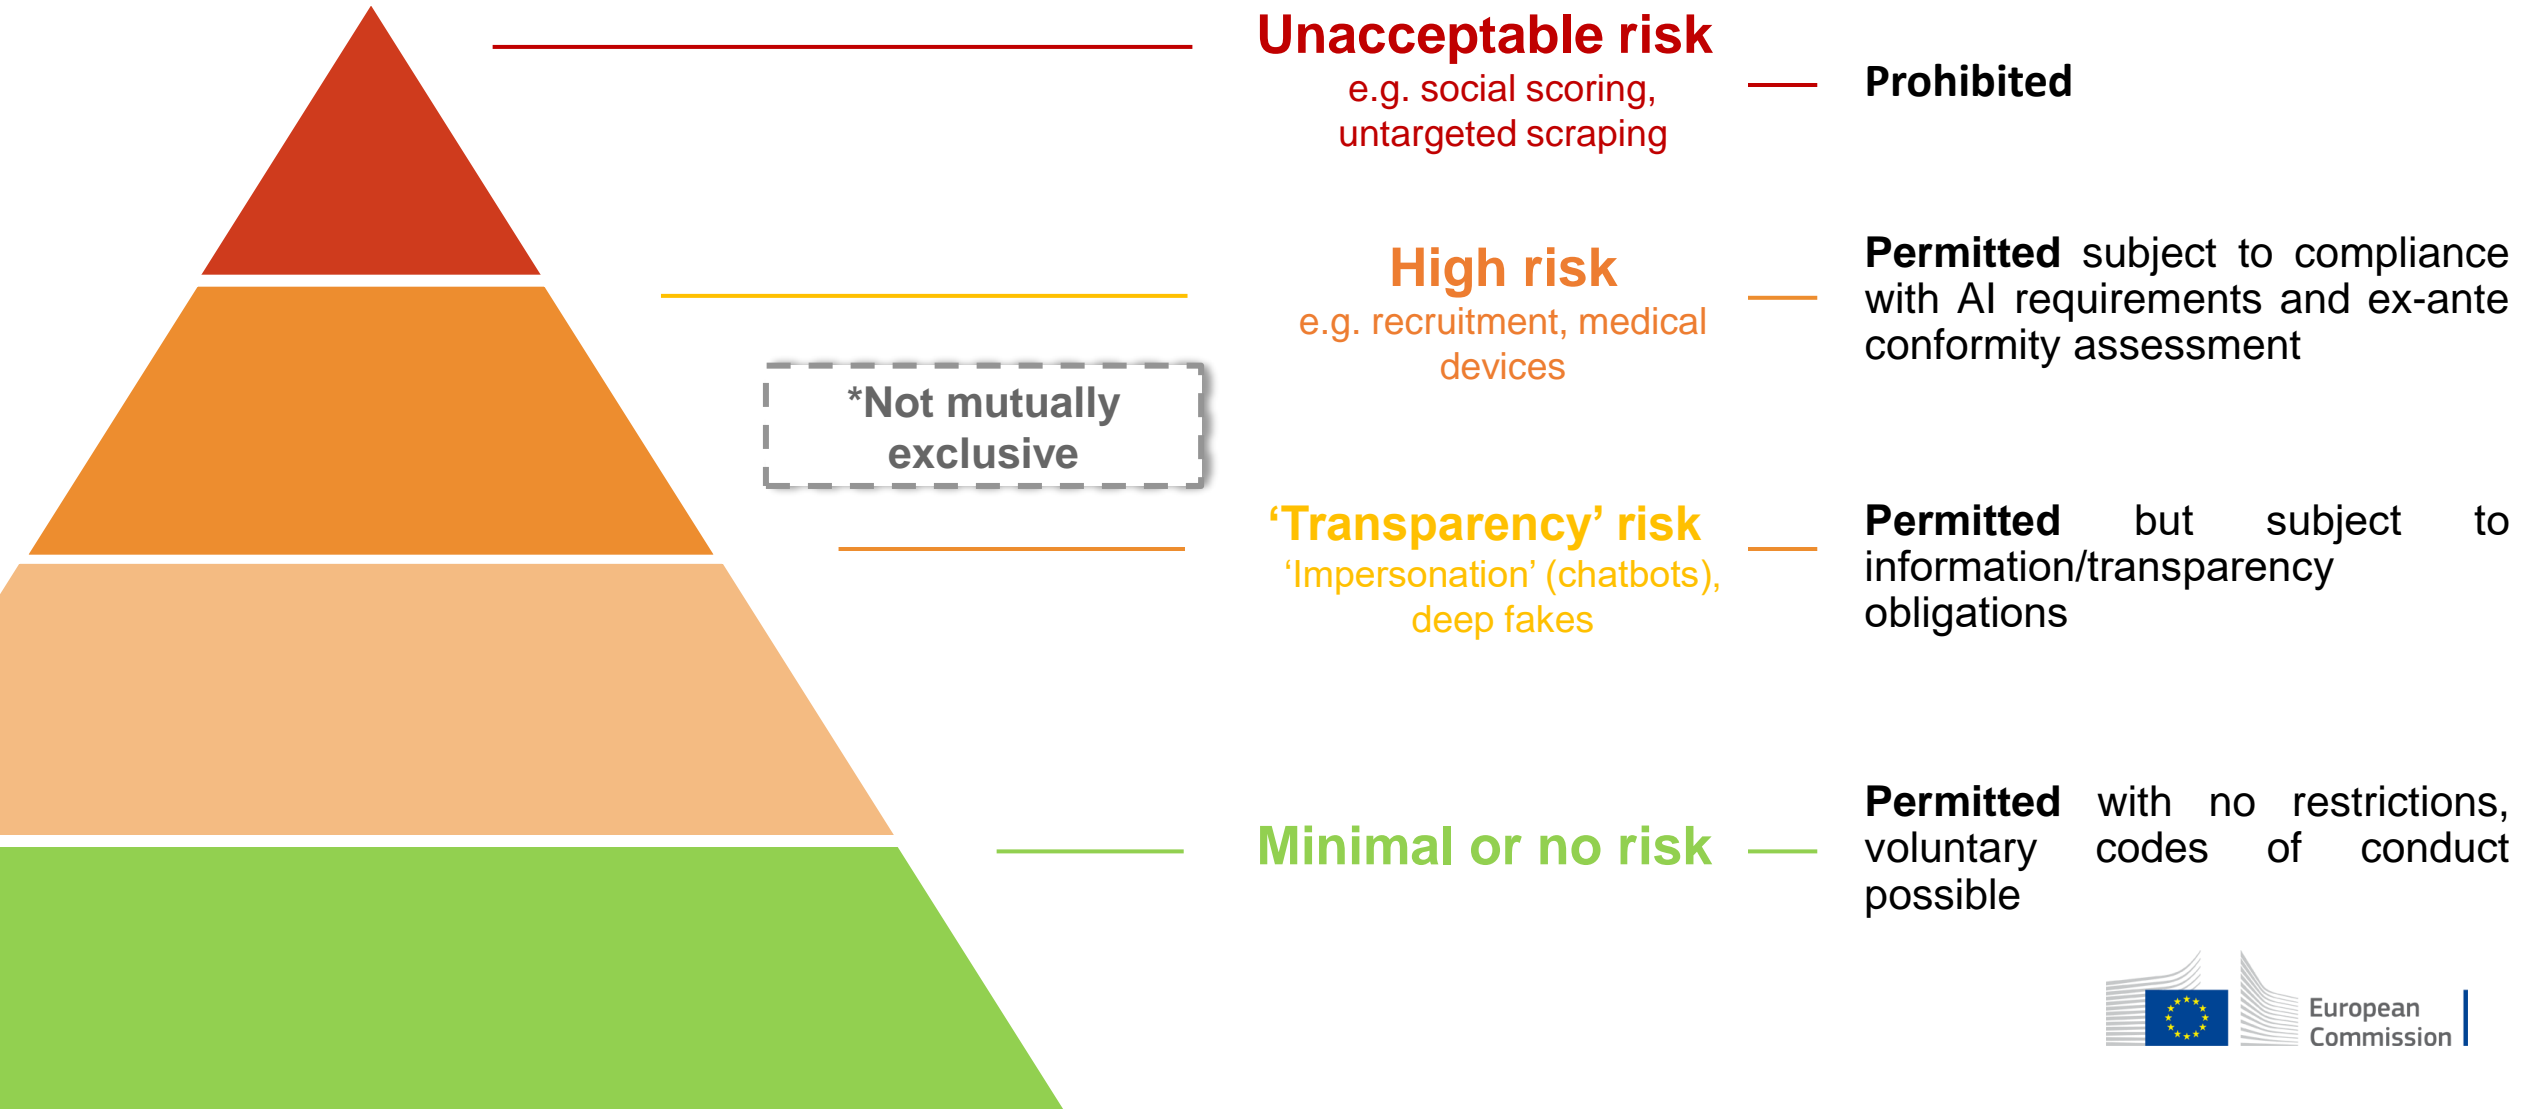 Unacceptable risk
e.g. social scoring,
untargeted scraping
Prohibited
High risk
e.g. recruitment, medical
devices
Permitted subject to compliance
with AI requirements and ex-ante
conformity assessment
*Not mutually
exclusive
‘Transparency’ risk
‘Impersonation’ (chatbots),
deep fakes
Permitted but subject to
information/transparency
obligations
Minimal or no risk
Permitted with no restrictions,
voluntary codes of conduct
possible
European
Commission